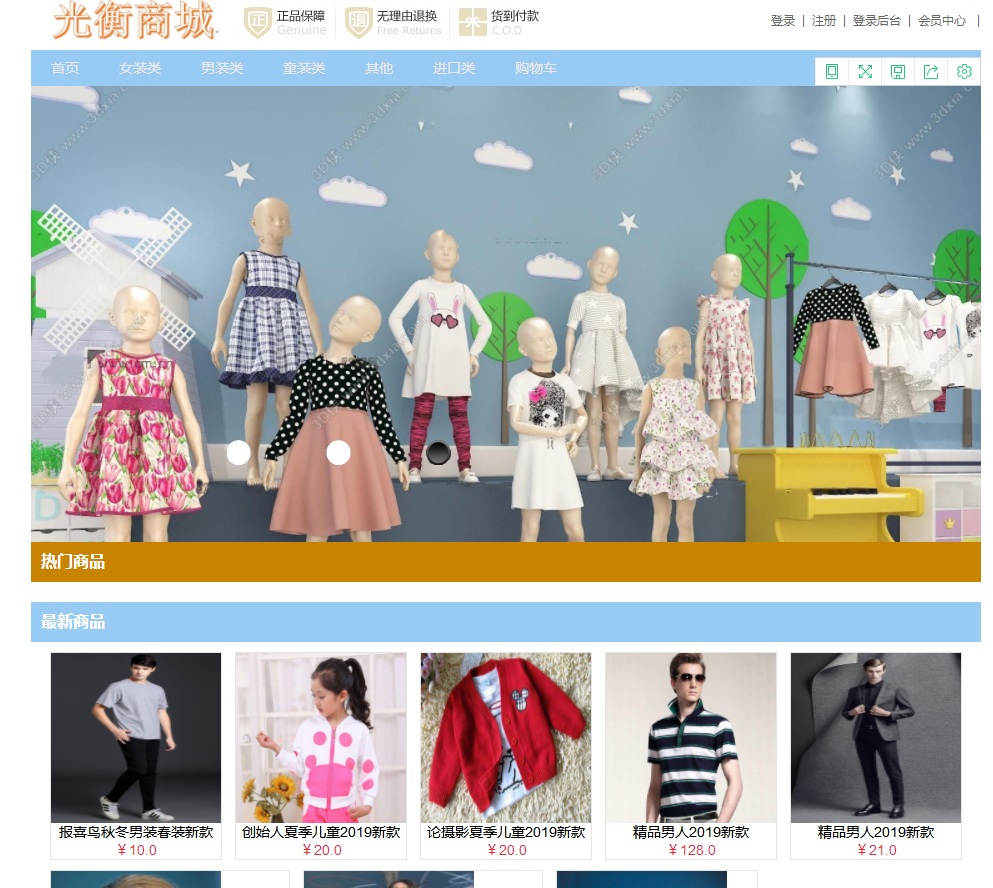 光衡商城
正品保障
Genuine
无理由退换
Free Returns
货到付款
C.O.D
登录 | 注册 | 登录后台 | 会员中心 |
首页 女装类 男装类 童装类 其他 进口类 购物车
热门商品
最新商品
报喜鸟秋冬男装春装新款
￥10.0
创始人夏季儿童2019新款
￥20.0
论摄影夏季儿童2019新款
￥20.0
精品男人2019新款
￥128.0
精品男人2019新款
￥21.0